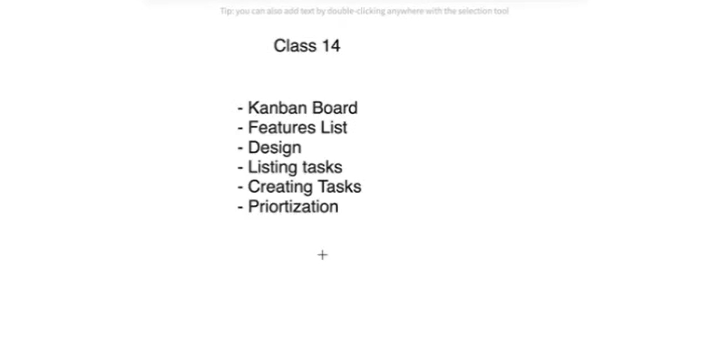 Tip: you can also add text by double-clicking anywhere with the selection tool
Class 14
- Kanban Board
- Features List
- Design
- Listing tasks
- Creating Tasks
- Priortization